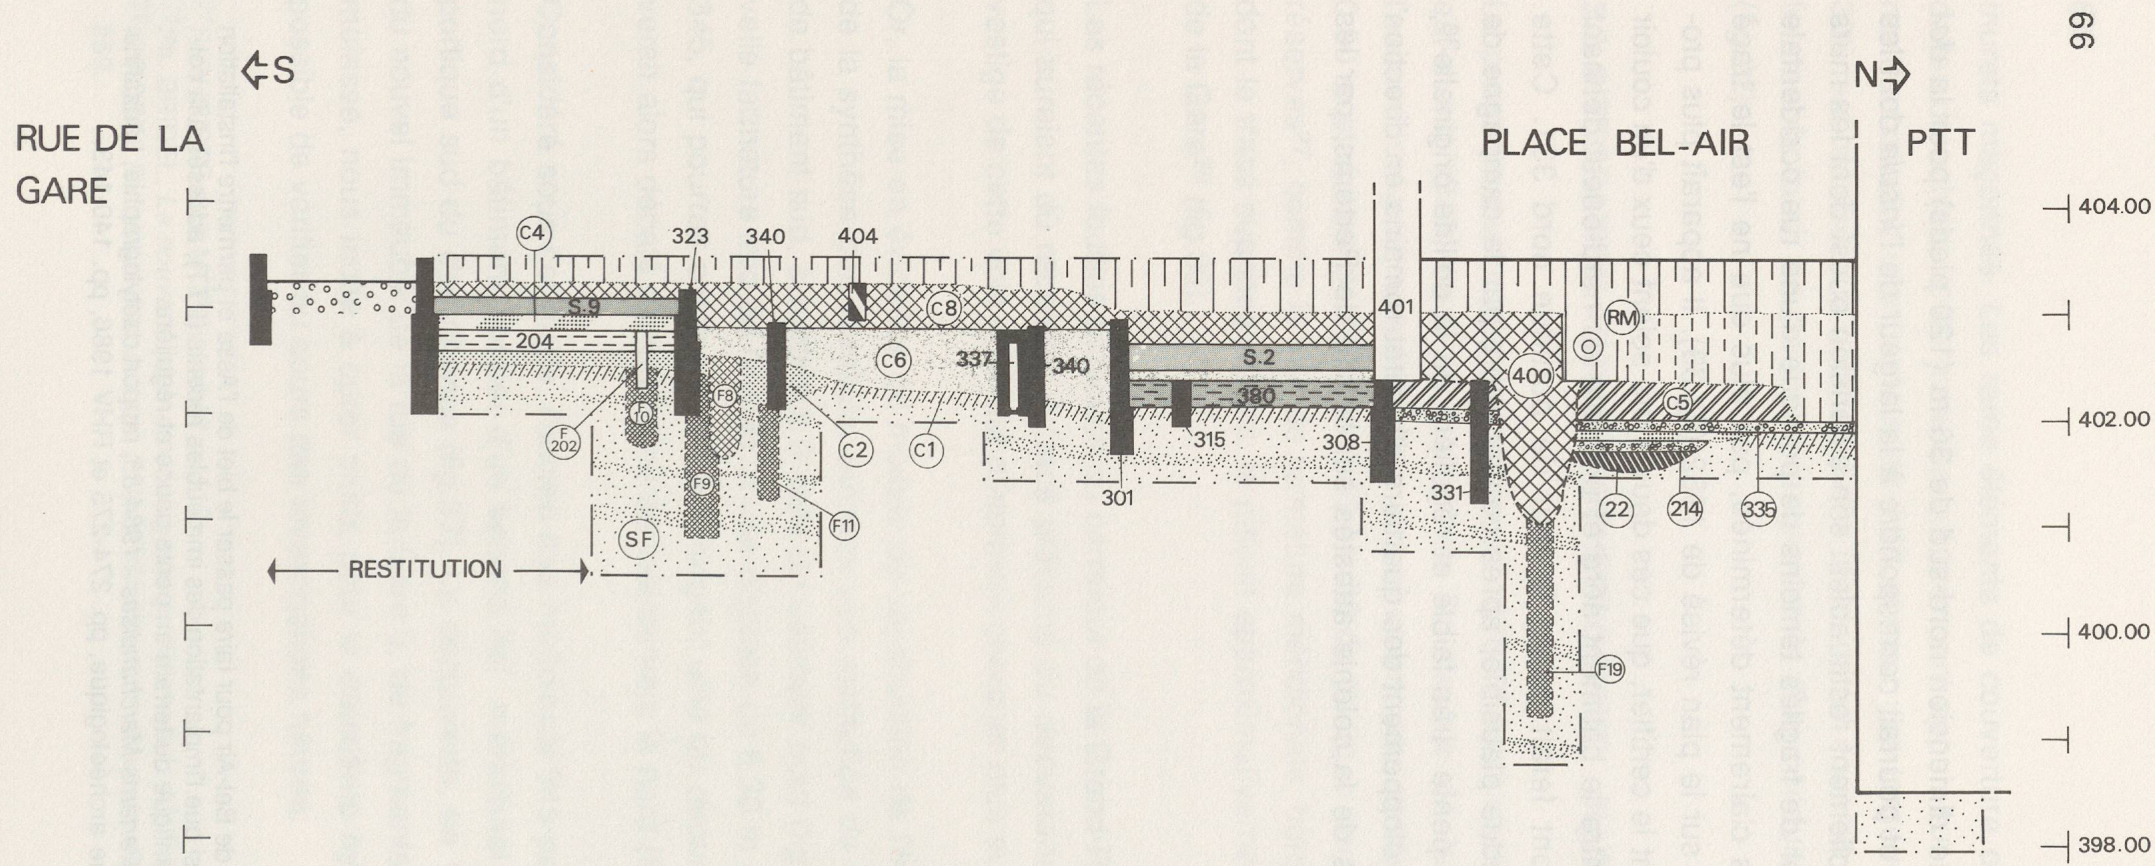 66
S
N
RUE DE LA
GARE
PLACE BEL-AIR
PTT
404.00
C4
323
340
404
S.9
C8
401
RM
204
C6
337
340
S.2
400
380
C5
402.00
F8
10
F
202
C2
C1
315
308
301
331
22
214
335
F9
F11
SF
RESTITUTION
400.00
F19
398.00